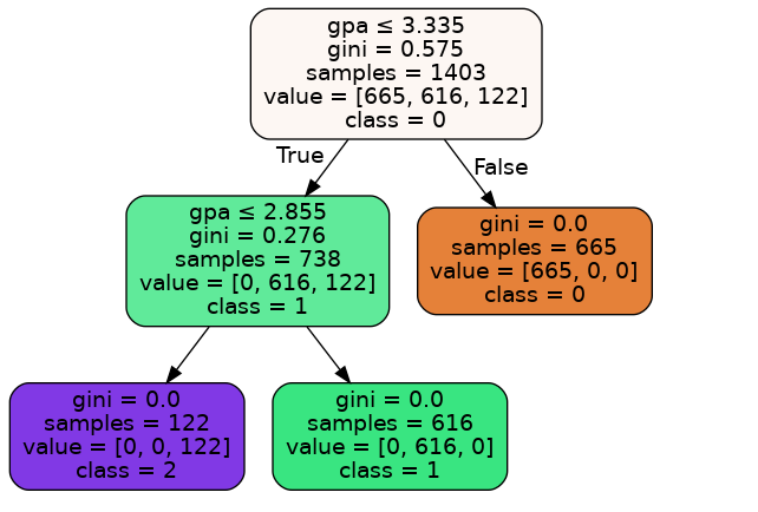 gpa ≤ 3.335
gini = 0.575
samples = 1403
value = [665, 616, 122]
class = 0
True
False
gpa ≤ 2.855
gini = 0.276
samples = 738
value = [0, 616, 122]
class = 1
gini = 0.0
samples = 665
value = [665, 0, 0]
class = 0
gini = 0.0
samples = 122
value = [0, 0, 122]
class = 2
gini = 0.0
samples = 616
value = [0, 616, 0]
class = 1